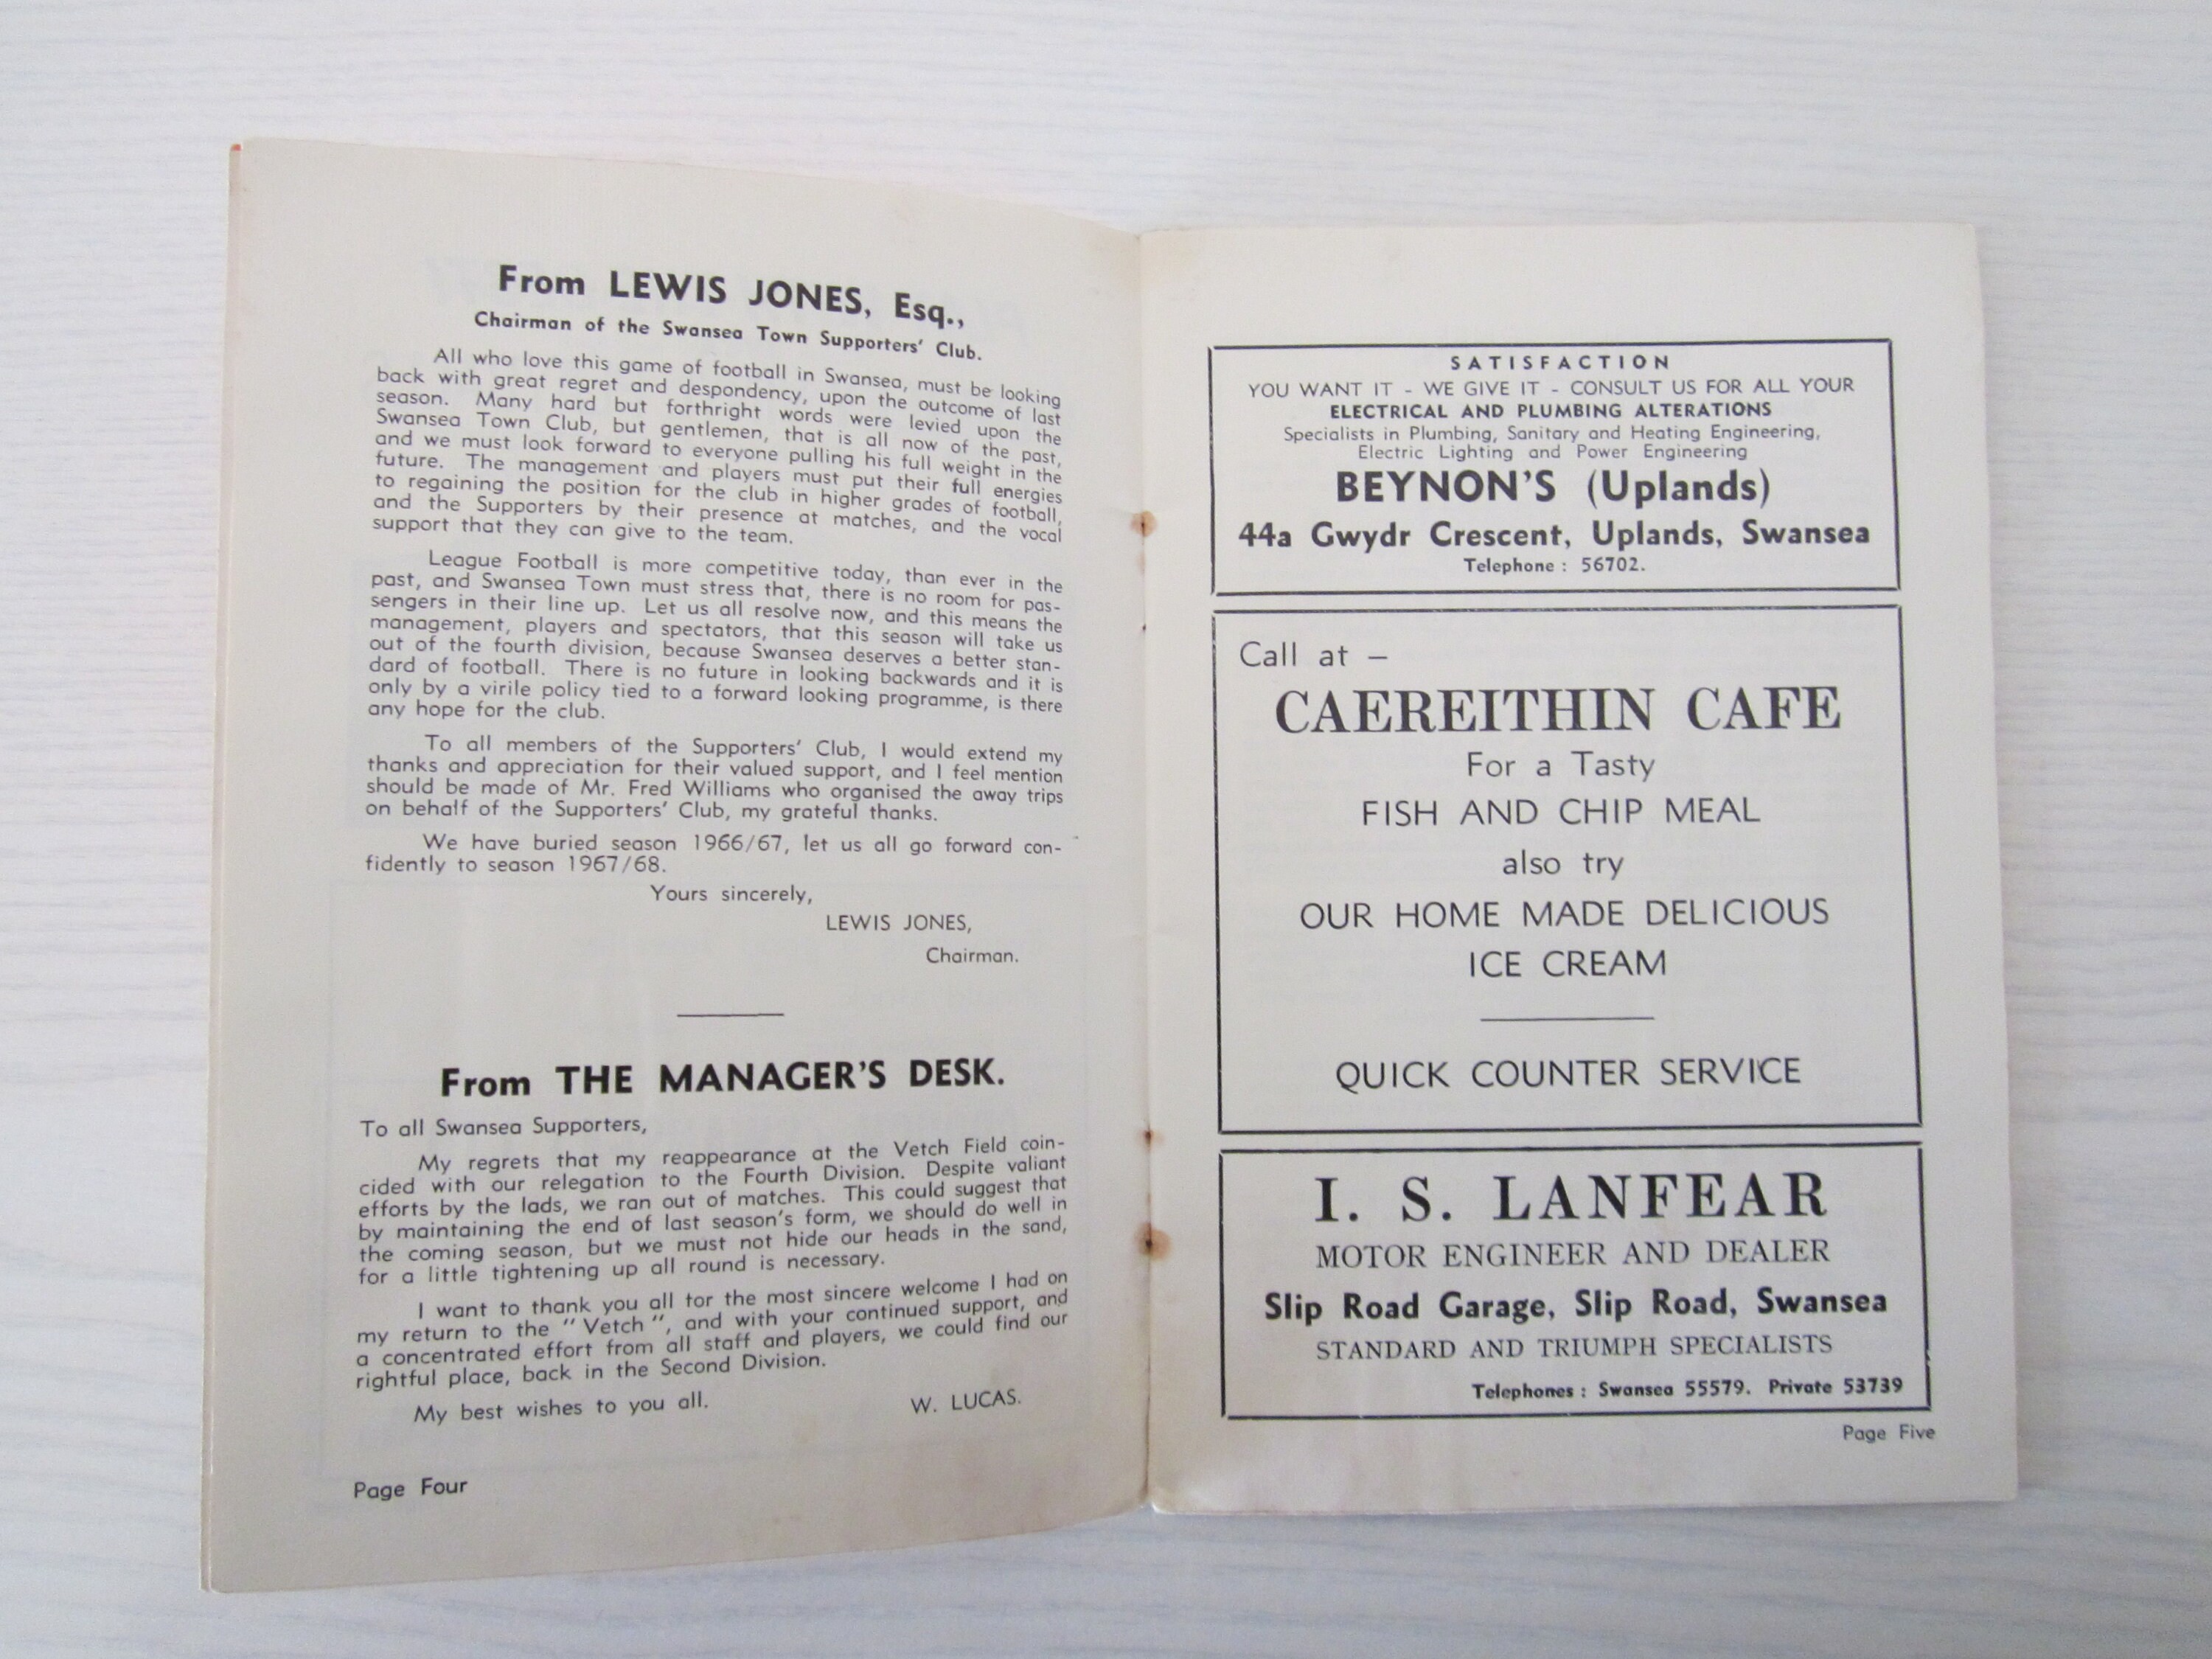 From LEWIS JONES, Esq.,
Chairman of the Swansea Town Supporters' Club.
All who love this game of football in Swansea, must be looking
back with great regret and despondency, upon the outcome of last
season. Many hard but forthright words were levied upon the
Swansea Town Club, but gentlemen, that is all now of the past,
and we must look forward to everyone pulling his full weight in the
future. The management and players must put their full energies
to regaining the position for the club in higher grades of football,
and the Supporters by their presence at matches, and the vocal
support that they can give to the team.
League Football is more competitive today, than ever in the
past, and Swansea Town must stress that, there is no room for pas-
sengers in their line up. Let us all resolve now, and this means the
management, players and spectators, that this season will take us
out of the fourth division, because Swansea deserves a better stan-
dard of football. There is no future in looking backwards and it is
only by a virile policy tied to a forward looking programme, is there
any hope for the club.
To all members of the Supporters' Club, I would extend my
thanks and appreciation for their valued support, and I feel mention
should be made of Mr. Fred Williams who organised the away trips
on behalf of the Supporters' Club, my grateful thanks.
We have buried season 1966/67, let us all go forward con-
fidently to season 1967/68.
Yours sincerely,
LEWIS JONES,
Chairman.
From THE MANAGER'S DESK.
To all Swansea Supporters,
My regrets that my reappearance at the Vetch Field coin-
cided with our relegation to the Fourth Division. Despite valiant
efforts by the lads, we ran out of matches. This could suggest that
by maintaining the end of last season's form, we should do well in
the coming season, but we must not hide our heads in the sand,
for a little tightening up all round is necessary.
I want to thank you all tor the most sincere welcome I had on
my return to the "Vetch", and with your continued support, and
a concentrated effort from all staff and players, we could find our
rightful place, back in the Second Division.
My best wishes to you all. W. LUCAS.
Page Four
SATISFACTION
YOU WANT IT - WE GIVE IT - CONSULT US FOR ALL YOUR
ELECTRICAL AND PLUMBING ALTERATIONS
Specialists in Plumbing, Sanitary and Heating Engineering,
Electric Lighting and Power Engineering
BEYNON'S (Uplands)
44a Gwydr Crescent, Uplands, Swansea
Telephone : 56702.
Call at –
CAEREITHIN CAFE
For a Tasty
FISH AND CHIP MEAL
also try
OUR HOME MADE DELICIOUS
ICE CREAM
QUICK COUNTER SERVICE
I. S. LANFEAR
MOTOR ENGINEER AND DEALER
Slip Road Garage, Slip Road, Swansea
STANDARD AND TRIUMPH SPECIALISTS
Telephones : Swansea 55579. Private 53739
Page Five